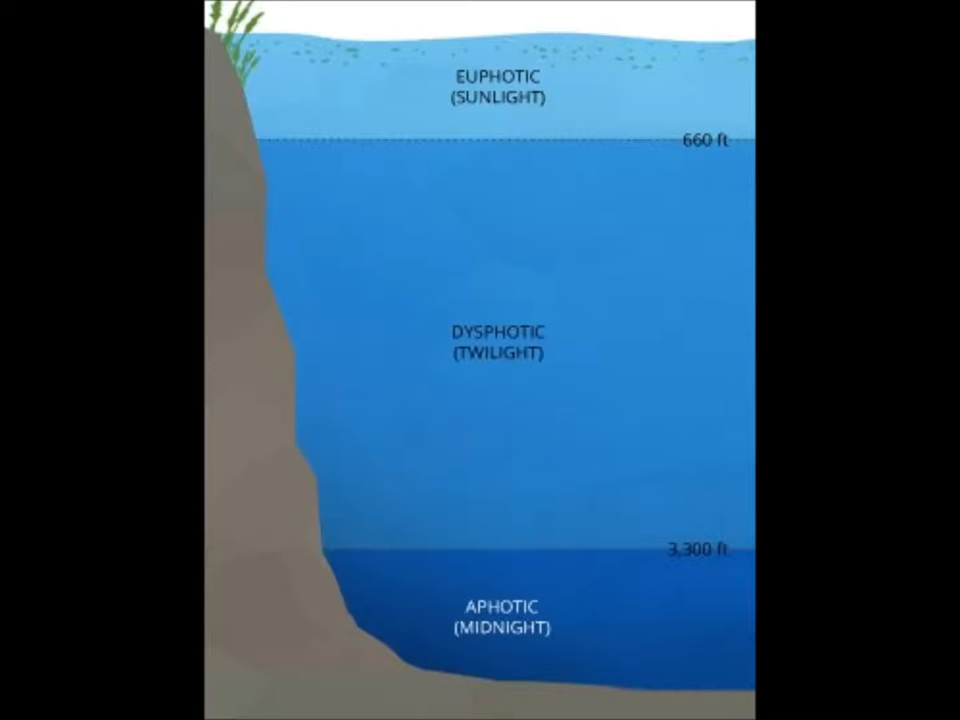 EUPHOTIC
(SUNLIGHT)
660 ft
DYSPHOTIC
(TWILIGHT)
3,300 ft
APHOTIC
(MIDNIGHT)